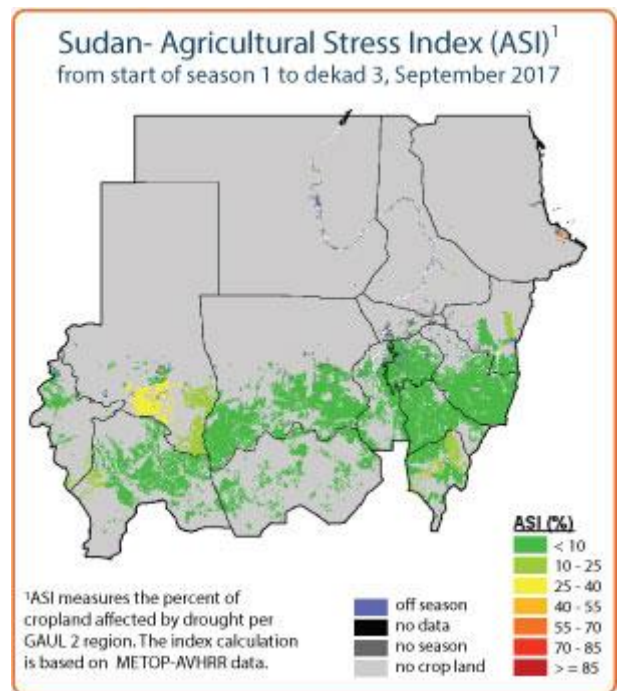 Sudan- Agricultural Stress Index (ASI)1
from start of season 1 to dekad 3, September 2017
ASI (%)
< 10
10 - 25
25 - 40
40 - 55
55 - 70
70 - 85
> = 85
off season
no data
no season
no crop land
1ASI measures the percent of
cropland affected by drought per
GAUL 2 region. The index calculation
is based on METOP-AVHRR data.